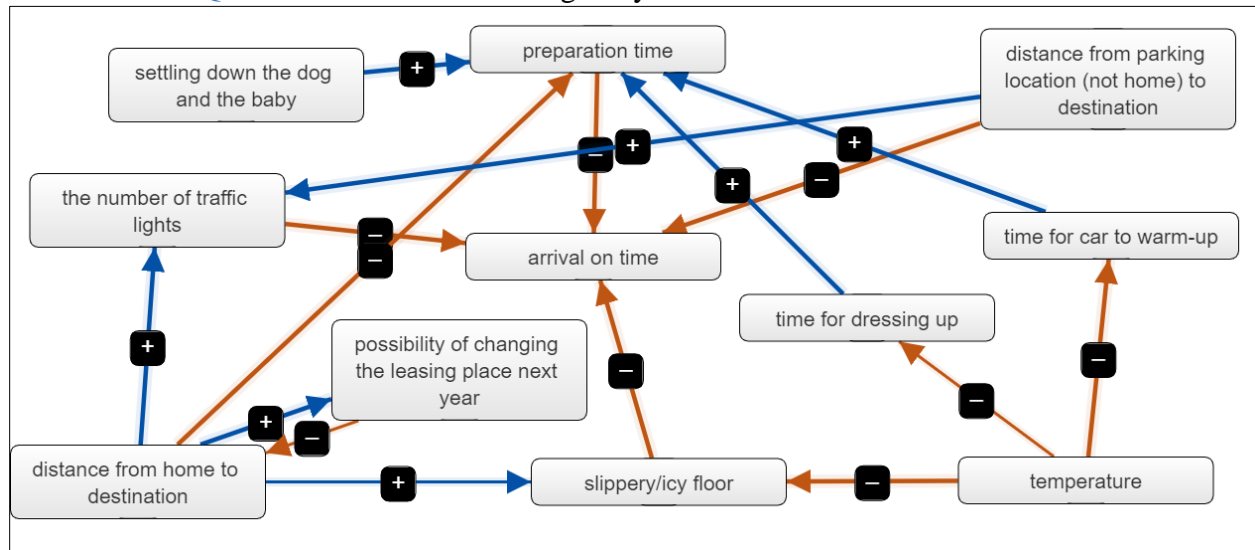 preparation time
settling down the dog
and the baby
distance from parking
location (not home) to
destination
+
+
–
+
–
+
the number of traffic
lights
–
–
arrival on time
time for car to warm-up
time for dressing up
+
possibility of changing
the leasing place next
year
–
–
–
+
–
distance from home to
destination
+
slippery/icy floor
–
temperature